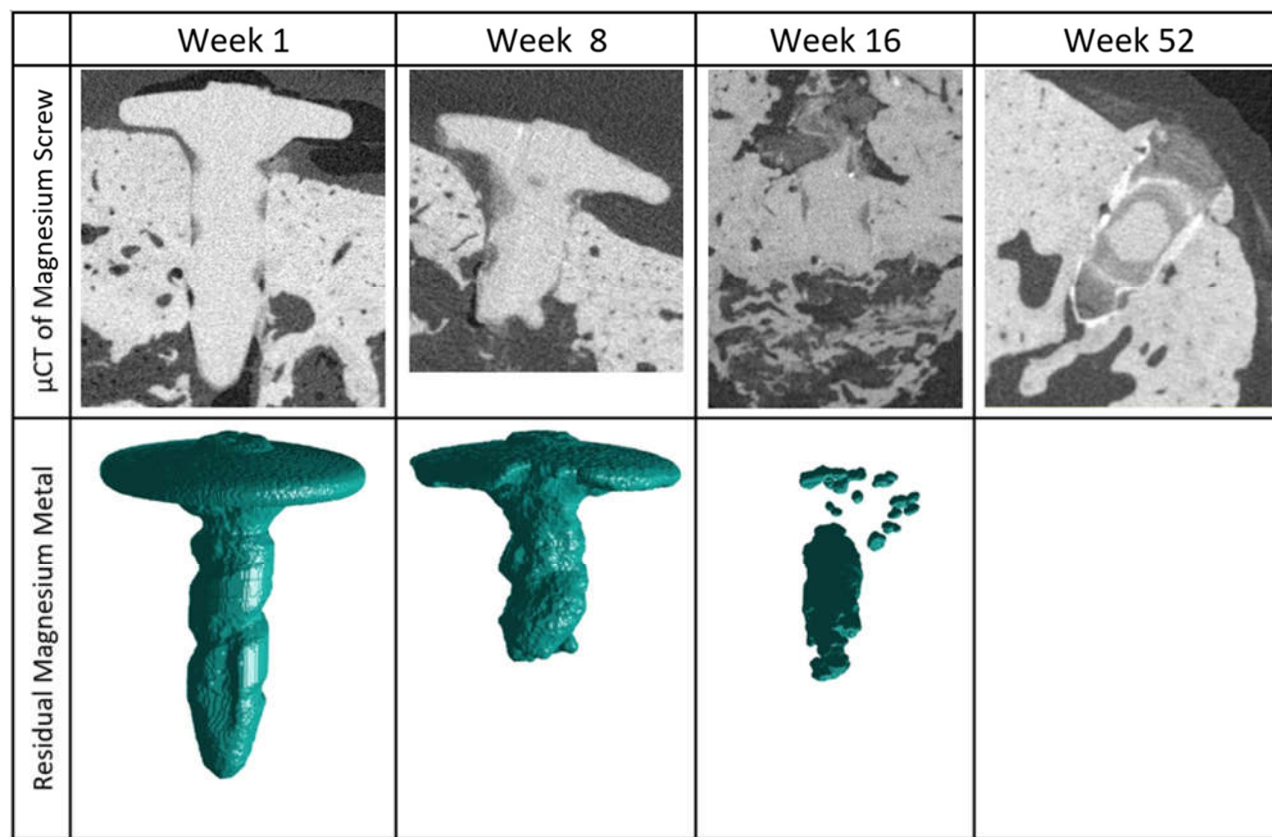 Week 1
Week 8
Week 16
Week 52
µCT of Magnesium Screw
Residual Magnesium Metal